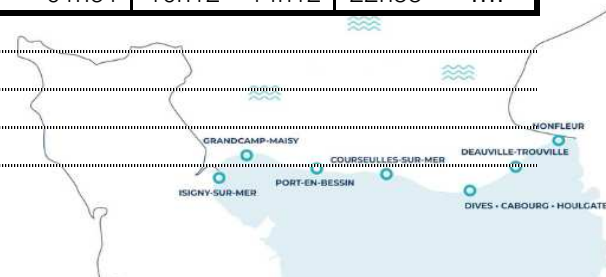 HONFLEUR
GRANDCAMP-MAISY
DEAUVILLE-TROUVILLE
COURSEULLES-SUR-MER
PORT-EN-BESSIN
ISIGNY-SUR-MER
DIVES • CABOURG • HOULGATE